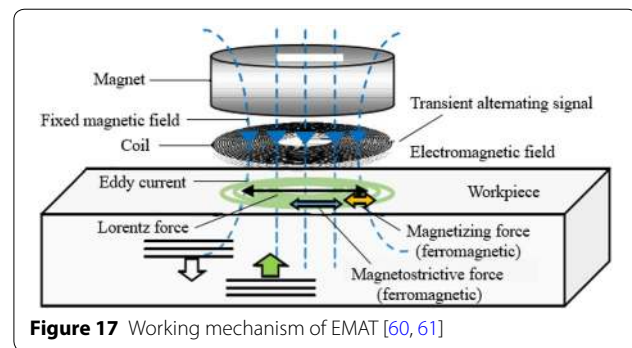 Magnet
Fixed magnetic field
Transient alternating signal
Coil
Electromagnetic field
Eddy current
Workpiece
Lorentz force
Magnetizing force
(ferromagnetic)
Magnetostrictive force
(ferromagnetic)
Figure 17 Working mechanism of EMAT [60, 61]